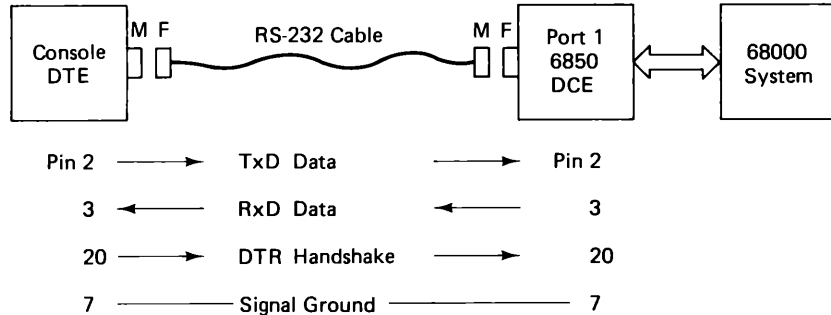 M F
RS-232 Cable
M F
Console
DTE
Port 1
6850
DCE
68000
System
Pin 2 TxD Data Pin 2
3 RxD Data 3
20 DTR Handshake 20
7 Signal Ground 7